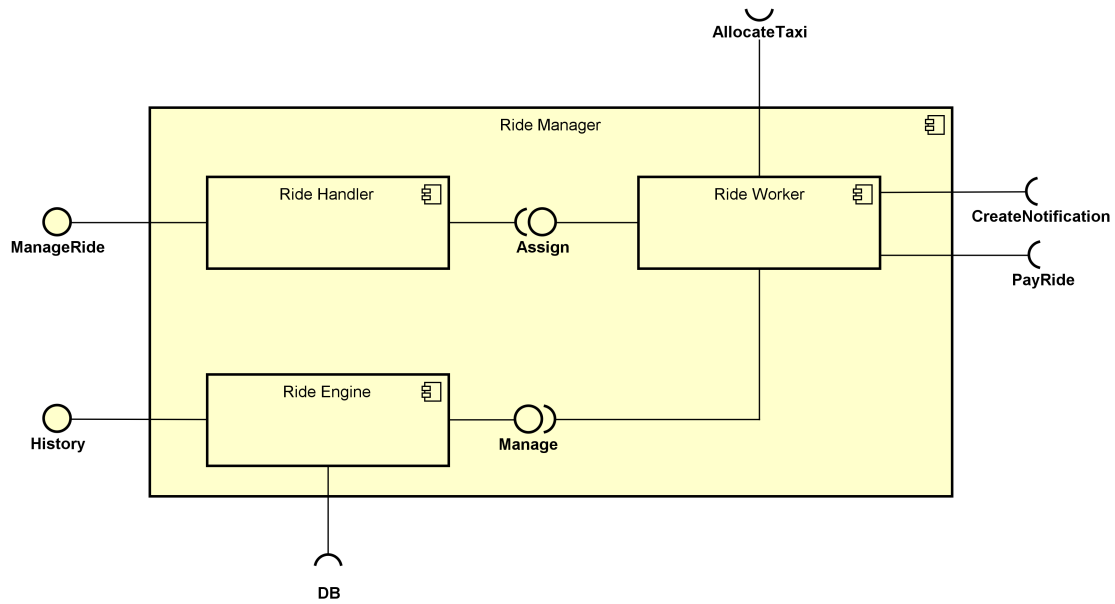 AllocateTaxi
Ride Manager
Ride Handler
Ride Worker
CreateNotification
ManageRide
Assign
PayRide
Ride Engine
History
Manage
DB